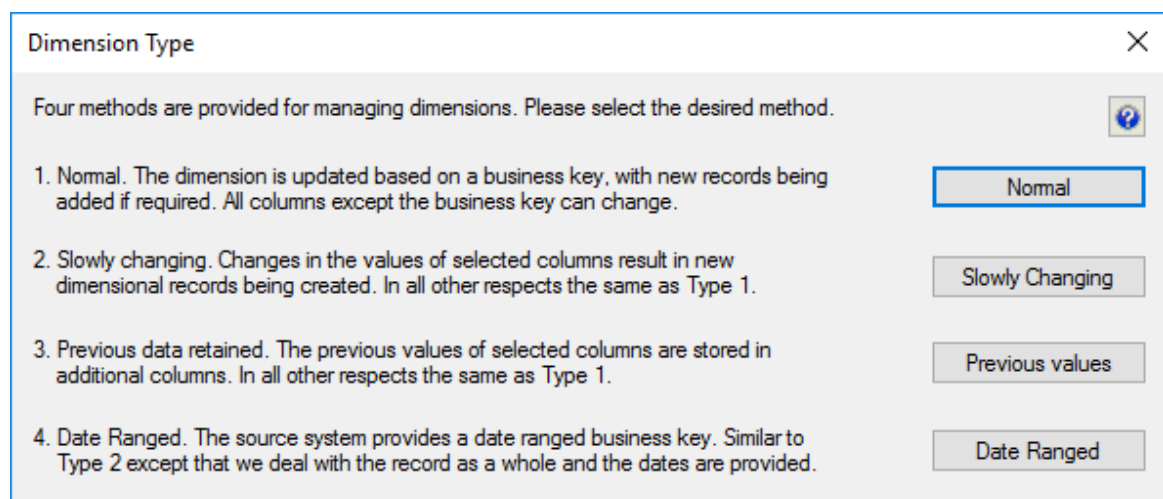 Dimension Type
Four methods are provided for managing dimensions. Please select the desired method.
1. Normal. The dimension is updated based on a business key, with new records being
added if required. All columns except the business key can change.
Normal
2. Slowly changing. Changes in the values of selected columns result in new
dimensional records being created. In all other respects the same as Type 1.
Slowly Changing
3. Previous data retained. The previous values of selected columns are stored in
additional columns. In all other respects the same as Type 1.
Previous values
4. Date Ranged. The source system provides a date ranged business key. Similar to
Type 2 except that we deal with the record as a whole and the dates are provided.
Date Ranged